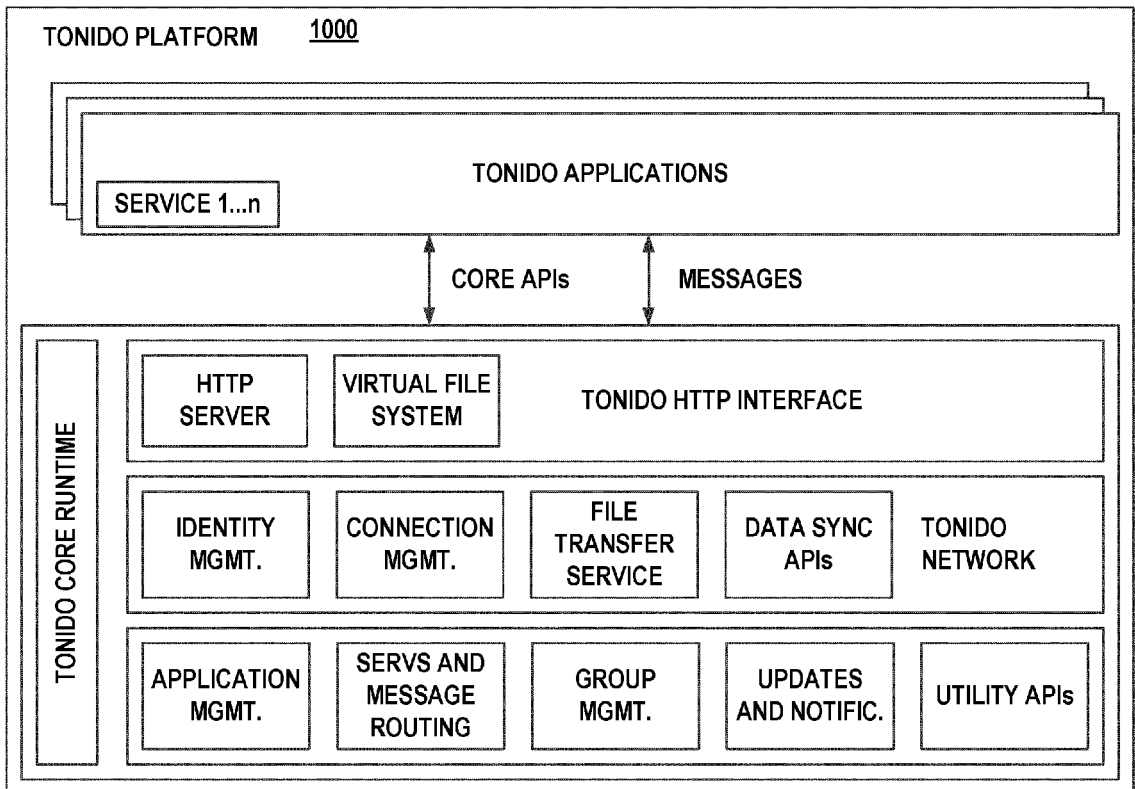 TONIDO PLATFORM 1000
TONIDO APPLICATIONS
SERVICE 1...n
CORE APIs MESSAGES
TONIDO CORE RUNTIME
HTTP
SERVER
VIRTUAL FILE
SYSTEM
TONIDO HTTP INTERFACE
IDENTITY
MGMT.
CONNECTION
MGMT.
FILE
TRANSFER
SERVICE
DATA SYNC
APIs
TONIDO
NETWORK
APPLICATION
MGMT.
SERVS AND
MESSAGE
ROUTING
GROUP
MGMT.
UPDATES
AND NOTIFIC.
UTILITY APIs